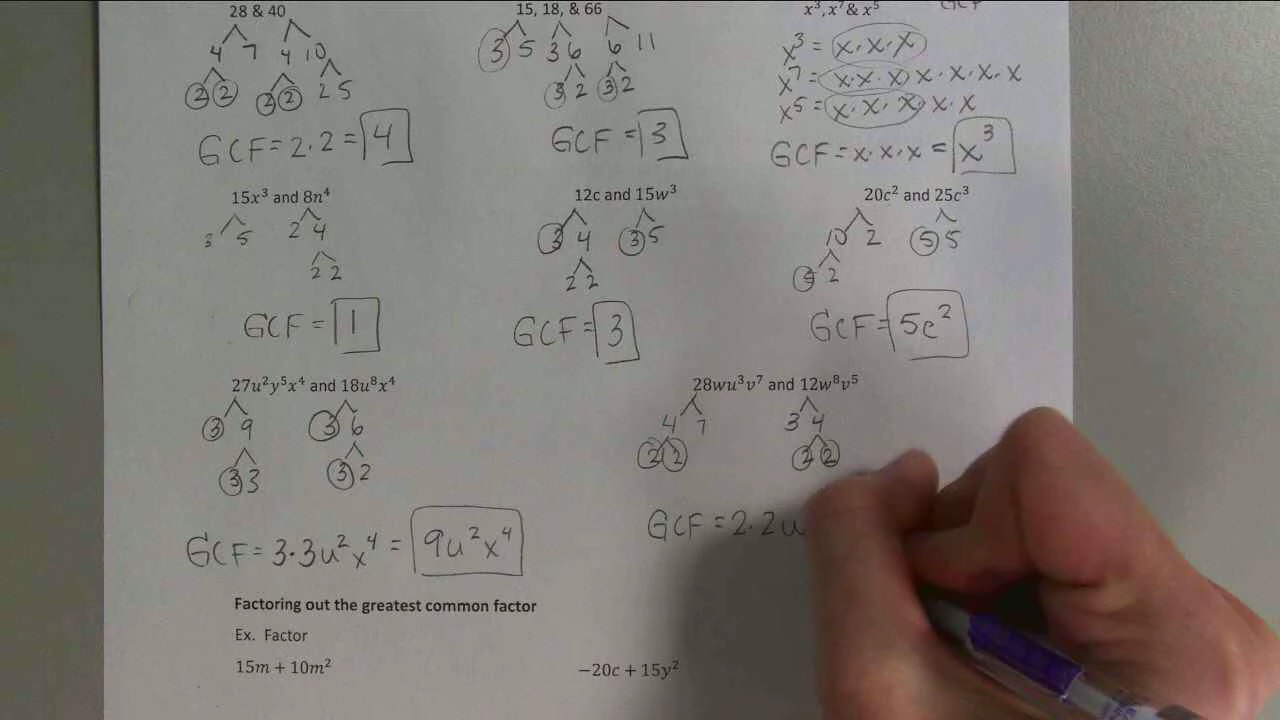 28 & 40
4 7 4 10
2 2 2 2 2 5
GCF = 2·2 = 4
15, 18, & 66
3 5 3 6 6 11
3 2 3 2
GCF = 3
x³, x⁷ & x⁵
x³ = x·x·x
x⁷ = x·x·x x·x·x·x
x⁵ = x·x·x·x·x
GCF = x·x·x = x³
15x³ and 8n⁴
3 5 2 4
2 2
GCF = 1
12c and 15w³
3 4 3 5
2 2
GCF = 3
20c² and 25c³
10 2 5 5
5 2
GCF = 5c²
27u²y⁵x⁴ and 18u⁸x⁴
3 9 3 6
3 3 3 2
GCF = 3·3u²x⁴ = 9u²x⁴
28wu³v⁷ and 12w⁸v⁵
4 7 3 4
2 2 2 2
GCF = 2·2
Factoring out the greatest common factor
Ex. Factor
15m + 10m²
−20c + 15y²